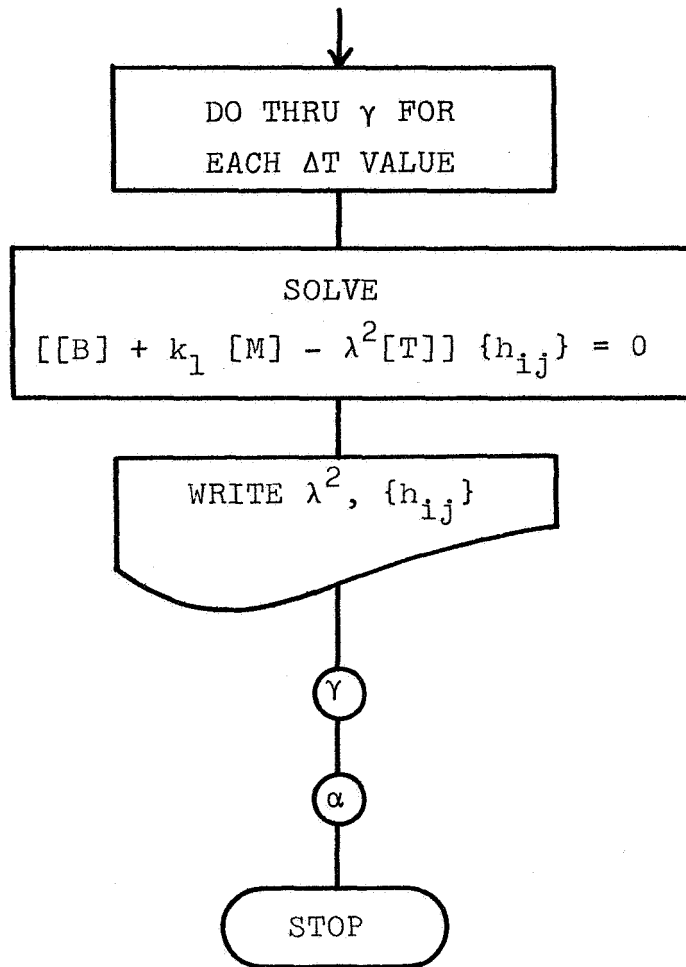 DO THRU γ FOR
EACH ΔT VALUE
SOLVE
[[B] + k₁ [M] - λ²[T]] {hᵢⱼ} = 0
WRITE λ², {hᵢⱼ}
γ
α
STOP